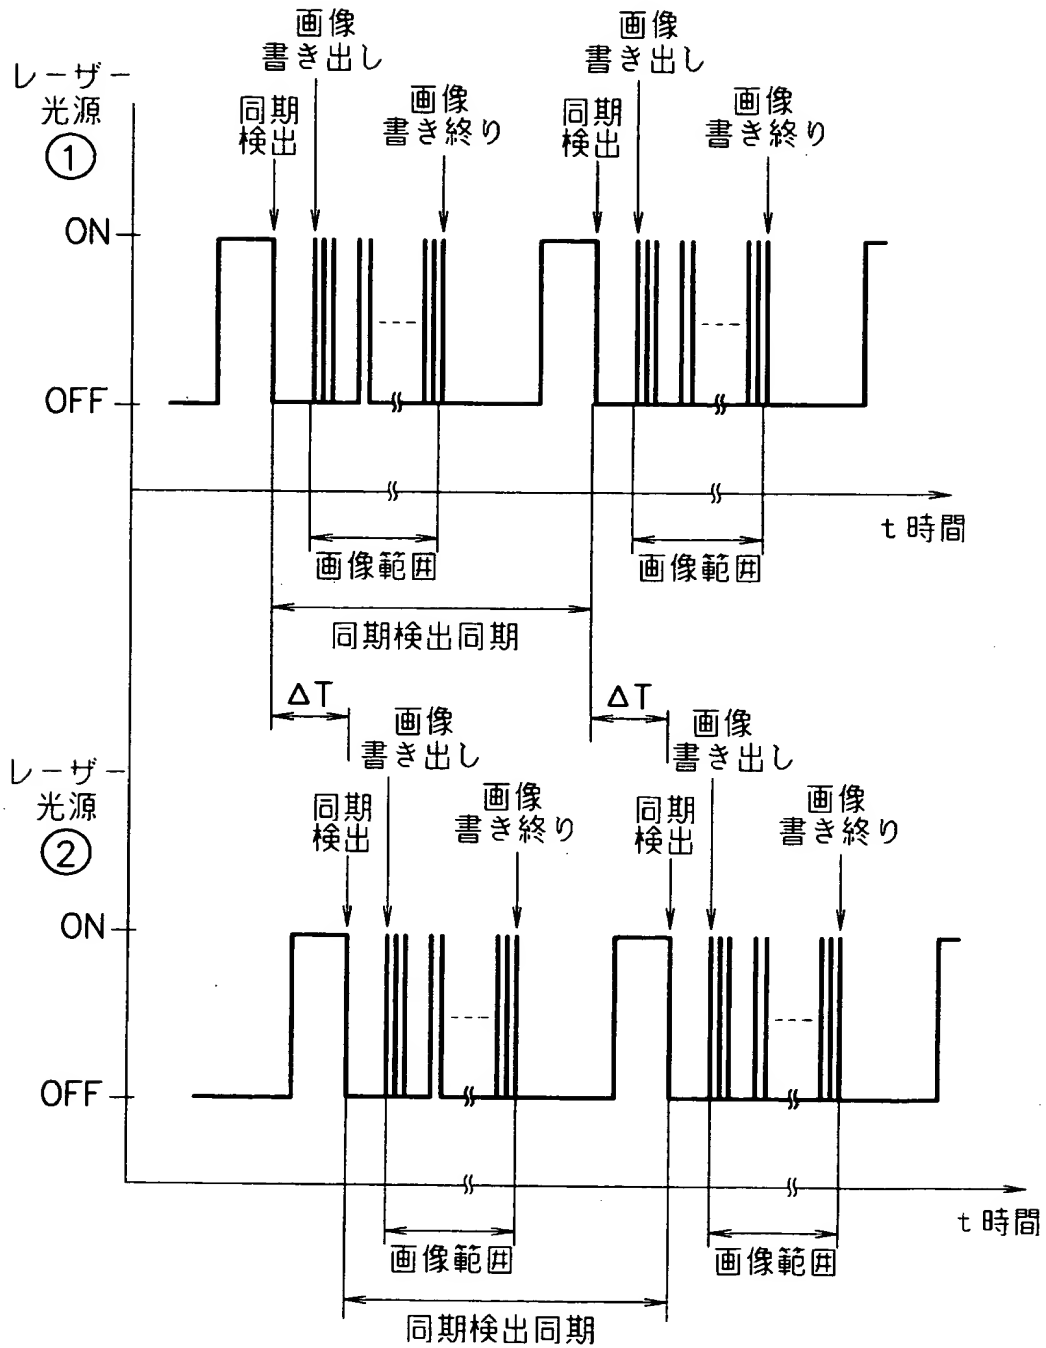 画像
書き出し
画像
書き出し
レーザー
光源
①
同期
検出
画像
書き終り
同期
検出
画像
書き終り
ON
OFF
t 時間
画像範囲
画像範囲
同期検出同期
ΔT
ΔT
画像
書き出し
画像
書き出し
レーザー
光源
②
同期
検出
画像
書き終り
同期
検出
画像
書き終り
ON
OFF
t 時間
画像範囲
画像範囲
同期検出同期